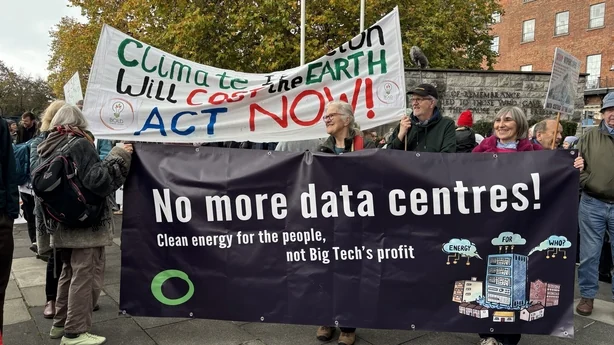 Climate
Will Cost The EARTH
ACT NOW!
No more data centres!
Clean energy for the people,
not Big Tech's profit
ENERGY FOR WHO?